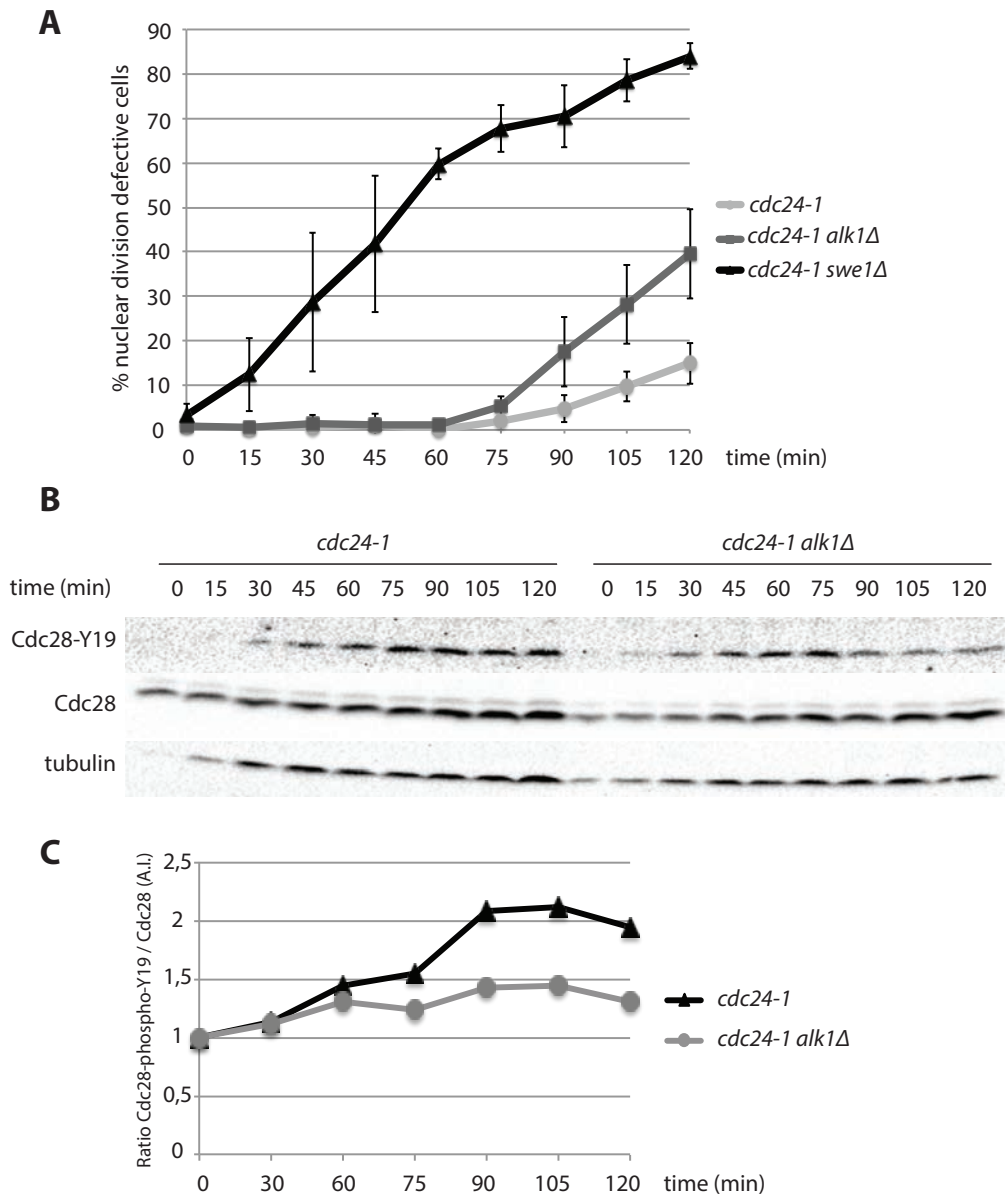 A
% nuclear division defective cells
90
80
70
60
50
40
30
20
10
0
0 15 30 45 60 75 90 105 120 time (min)
cdc24-1
cdc24-1 alk1Δ
cdc24-1 swe1Δ
B
cdc24-1 cdc24-1 alk1Δ
time (min) 0 15 30 45 60 75 90 105 120 0 15 30 45 60 75 90 105 120
Cdc28-Y19
Cdc28
tubulin
C
Ratio Cdc28-phospho-Y19 / Cdc28 (A.I.)
2,5
2
1,5
1
0,5
0
0 30 60 75 90 105 120 time (min)
cdc24-1
cdc24-1 alk1Δ